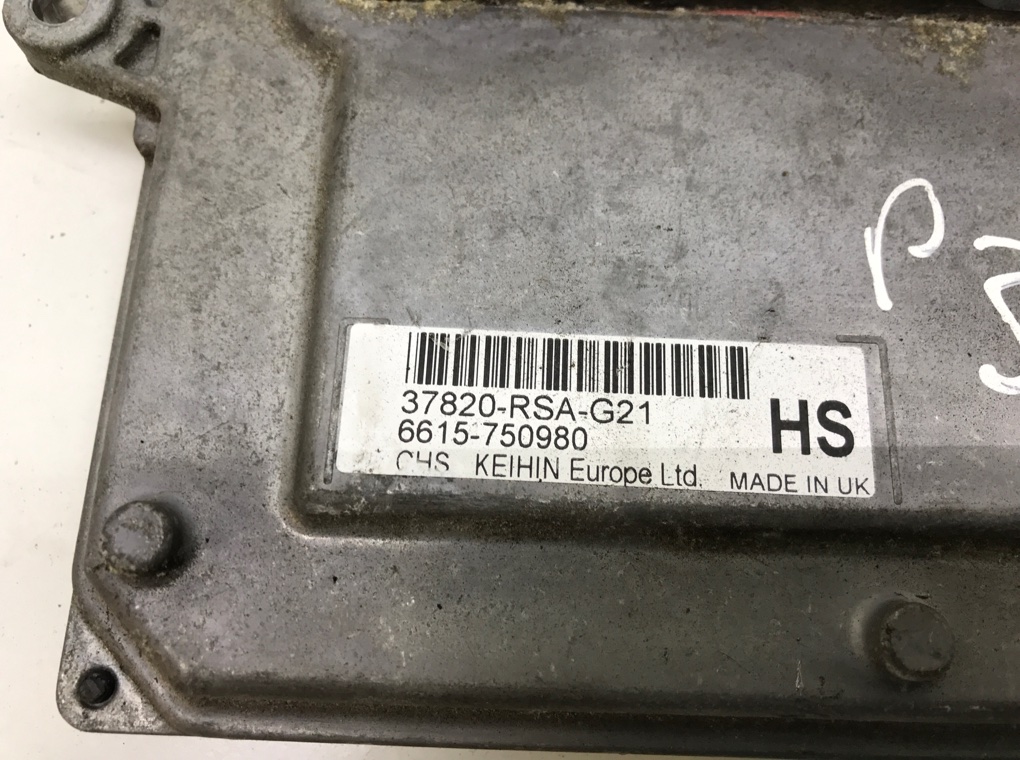 37820-RSA-G21
6615-750980
HS
CHS KEIHIN Europe Ltd. MADE IN UK
P